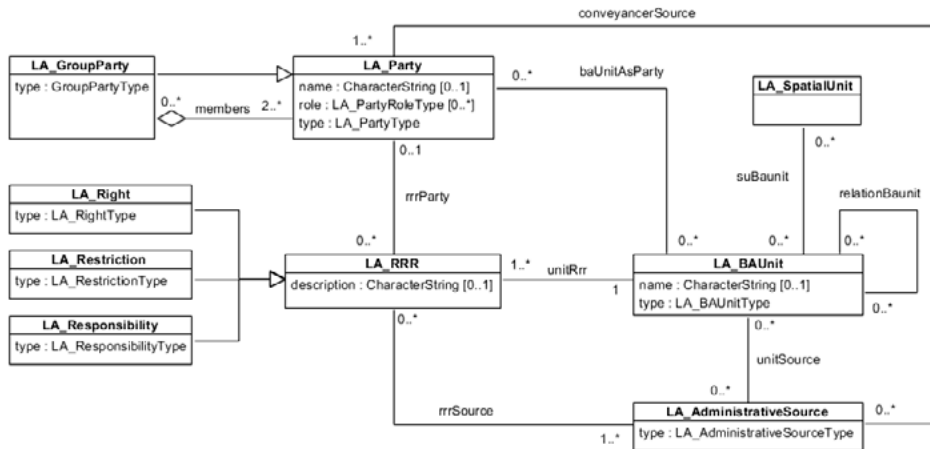 conveyancerSource
1..*
LA_GroupParty
type : GroupPartyType
0..*
members
2..*
LA_Party
name : CharacterString [0..1]
role : LA_PartyRoleType [0..*]
type : LA_PartyType
0..*
baUnitAsParty
LA_SpatialUnit
0..*
0..1
suBaunit
relationBaunit
rrrParty
LA_Right
type : LA_RightType
0..*
0..*
0..*
0..*
LA_Restriction
type : LA_RestrictionType
LA_RRR
description : CharacterString [0..1]
1..*
unitRrr
1
LA_BAUnit
name : CharacterString [0..1]
type : LA_BAUnitType
0..*
LA_Responsibility
type : LA_ResponsibilityType
0..*
0..*
unitSource
0..*
rrrSource
1..*
LA_AdministrativeSource
type : LA_AdministrativeSourceType
0..*